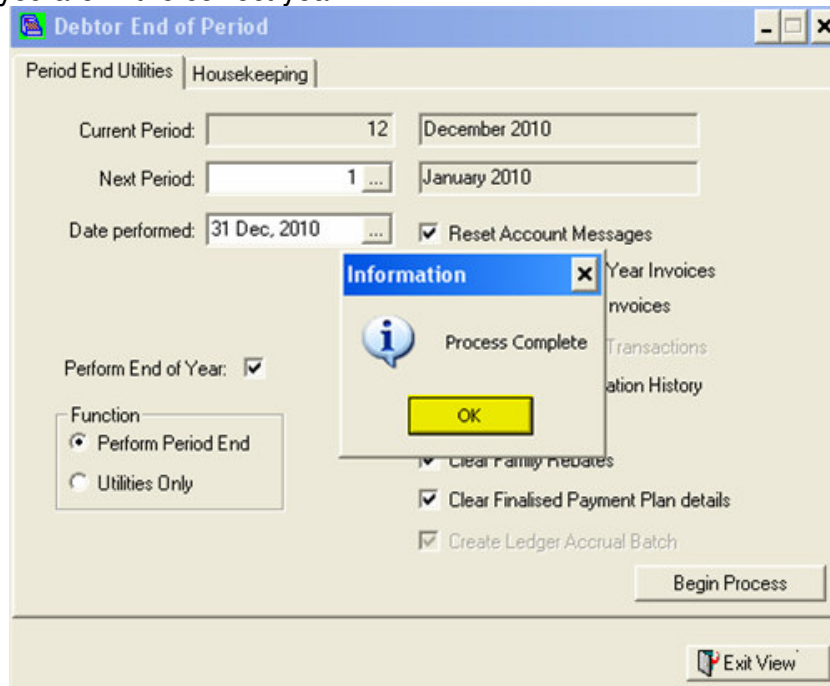 Debtor End of Period
Period End Utilities Housekeeping
Current Period: 12 December 2010
Next Period: 1 ... January 2010
Date performed: 31 Dec, 2010 ... Reset Account Messages
Information
Year Invoices
nvoices
Process Complete
Transactions
Perform End of Year:
ation History
OK
Function
Perform Period End
Clear Family Rebates
Utilities Only
Clear Finalised Payment Plan details
Create Ledger Accrual Batch
Begin Process
Exit View